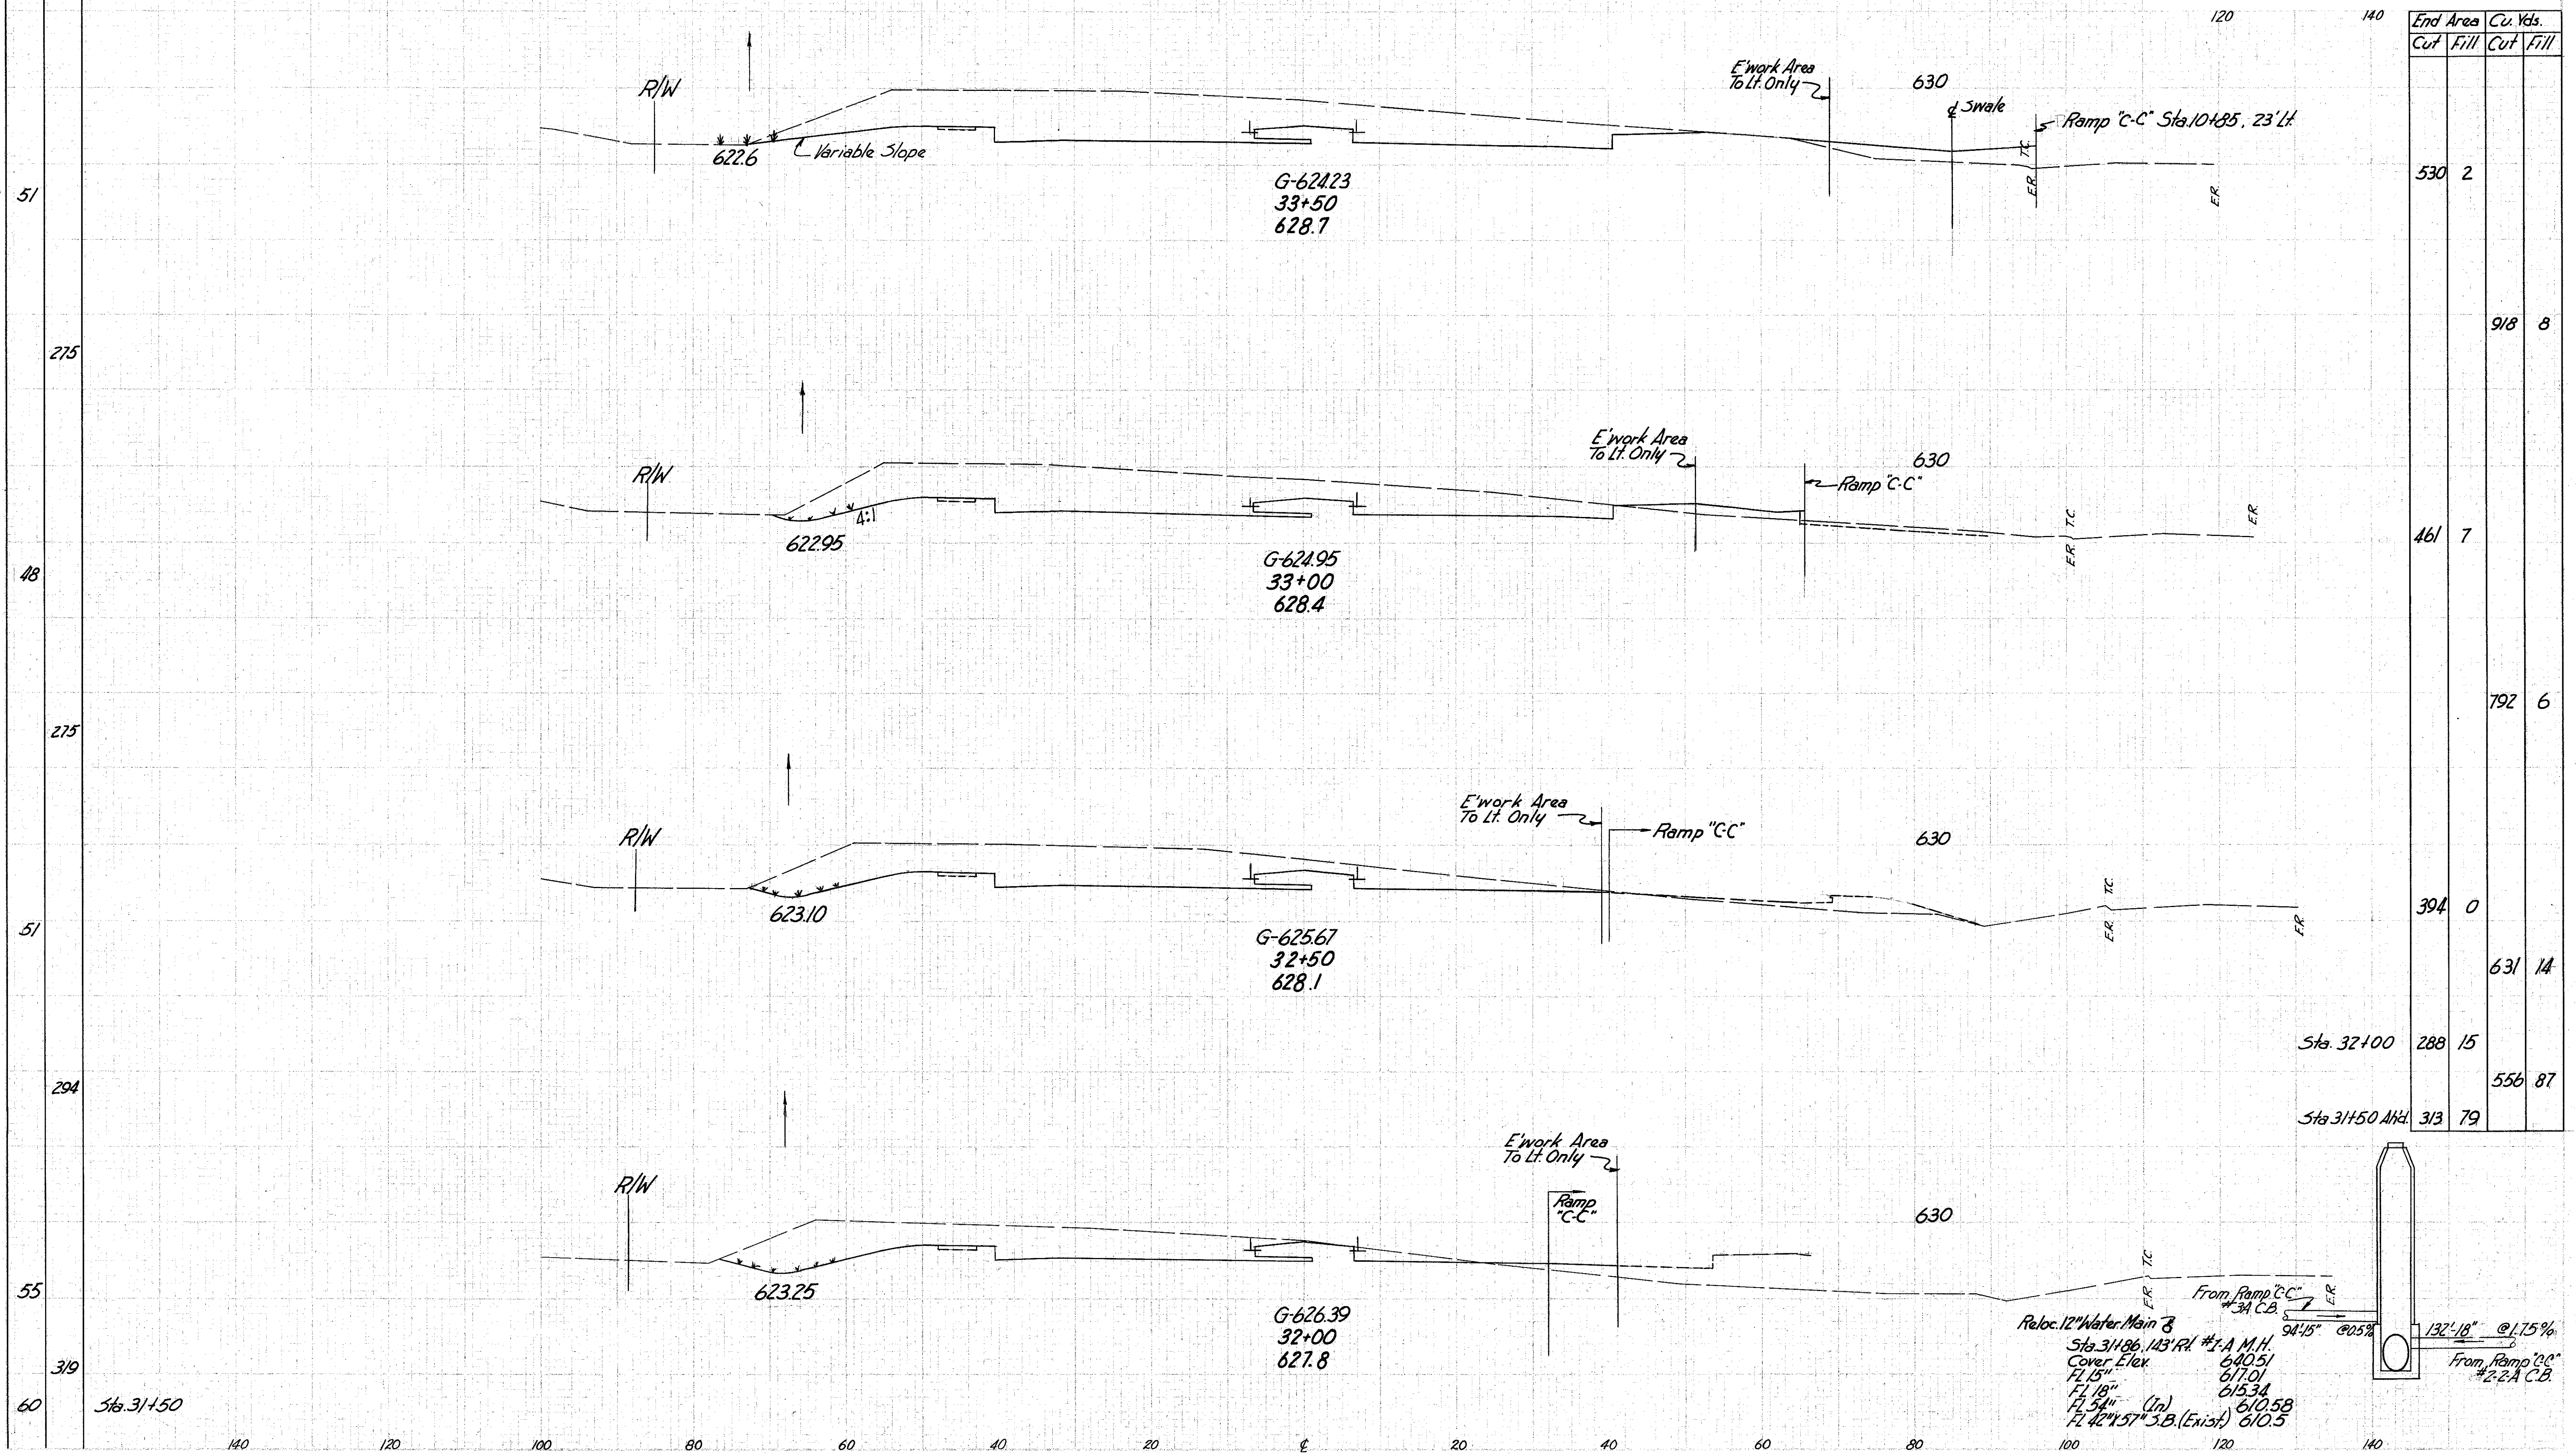 120 140
End Area Cu. Yds.
Cut Fill Cut Fill
E'work Area
To Lt. Only
630
R/W
₵ Swale
Ramp "C-C" Sta.10+85, 23' Lt.
T.C.
622.6
Variable Slope
530 2
E.R.
E.R.
G-624.23
33+50
628.7
51
918 8
275
E'work Area
To Lt. Only
630
R/W
Ramp "C-C"
4:1
622.95
T.C.
E.R.
E.R.
461 7
G-624.95
33+00
628.4
48
792 6
275
E'work Area
To Lt. Only
Ramp "C-C"
R/W
630
T.C.
623.10
394 0
E.R.
E.R.
51
G-625.67
32+50
628.1
631 14
Sta. 32+00 288 15
556 87
294
Sta 31+50 Ah'd. 313 79
E'work Area
To Lt. Only
R/W
Ramp
"C-C"
630
T.C.
623.25
55
E.R.
E.R.
G-626.39
32+00
627.8
From Ramp "C-C"
#3A C.B.
94'-15" @0.5%
132'-18" @1.75%
From Ramp "C-C"
#2-2-A C.B.
Reloc. 12" Water Main
Sta.31+86, 143' Rt. #1-A M.H.
Cover Elev. 640.51
FL 15" 617.01
FL 18" 615.34
FL 54" (In) 610.58
FL 42"X57" S.B. (Exist.) 610.5
319
60 Sta.31+50
140 120 100 80 60 40 20 ₵ 20 40 60 80 100 120 140